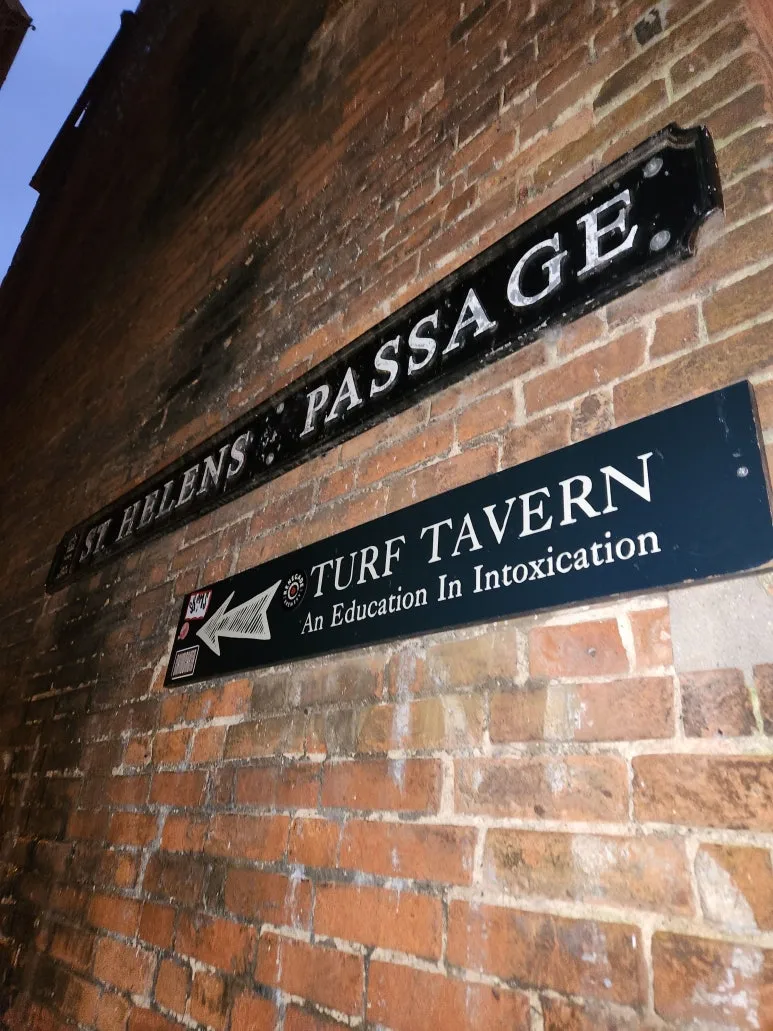 ST. HELENS PASSAGE
TURF TAVERN
An Education In Intoxication